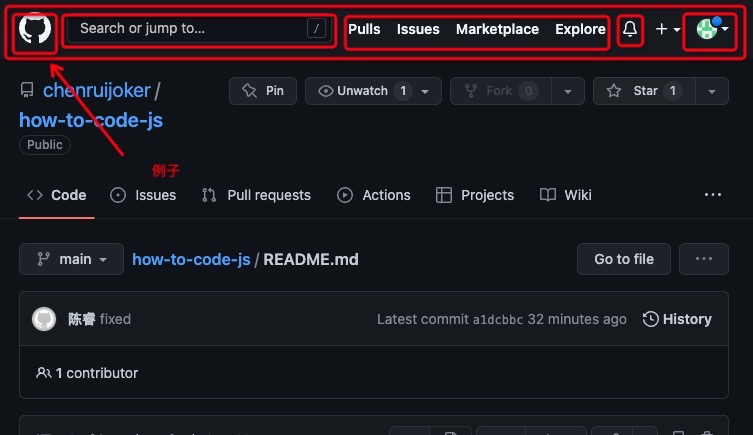 Search or jump to... / Pulls Issues Marketplace Explore
chenruijoker / Pin Unwatch 1 Fork 0 Star 1
how-to-code-js
Public
例子
Code Issues Pull requests Actions Projects Wiki ...
main how-to-code-js / README.md Go to file ...
陈睿 fixed Latest commit a1dcbbc 32 minutes ago History
1 contributor